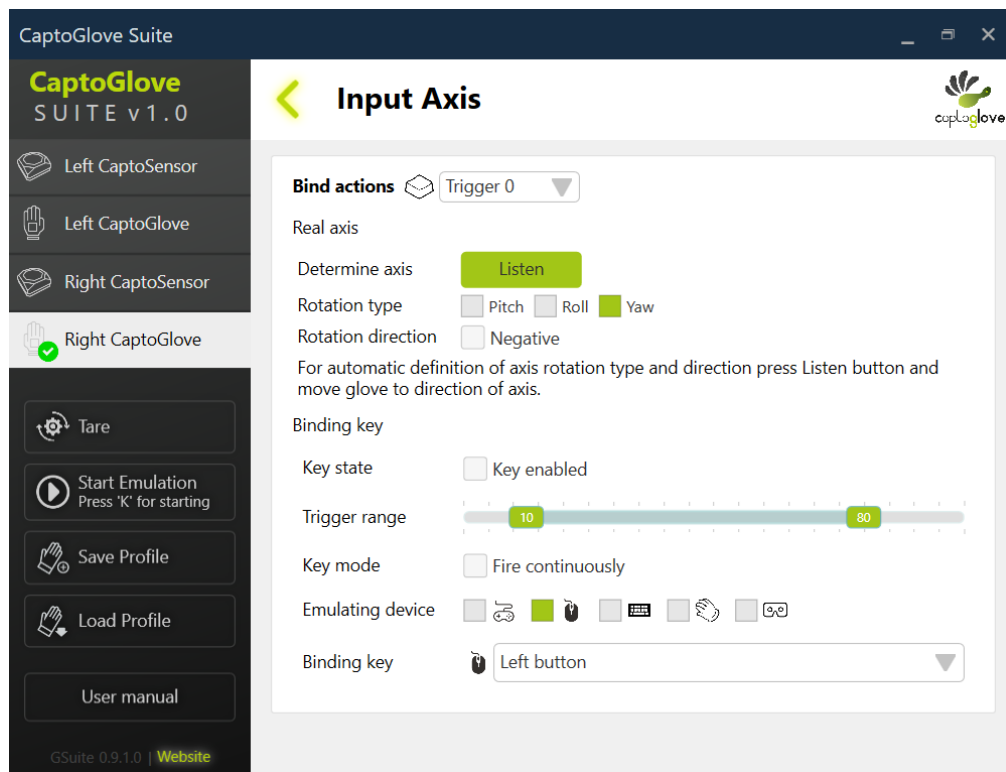 CaptoGlove Suite
CaptoGlove
SUITE v1.0
Left CaptoSensor
Left CaptoGlove
Right CaptoSensor
Right CaptoGlove
Tare
Start Emulation
Press 'K' for starting
Save Profile
Load Profile
User manual
GSuite 0.9.1.0 | Website
Input Axis
captoglove
Bind actions Trigger 0
Real axis
Determine axis Listen
Rotation type Pitch Roll Yaw
Rotation direction Negative
For automatic definition of axis rotation type and direction press Listen button and
move glove to direction of axis.
Binding key
Key state Key enabled
Trigger range 10 80
Key mode Fire continuously
Emulating device
Binding key Left button